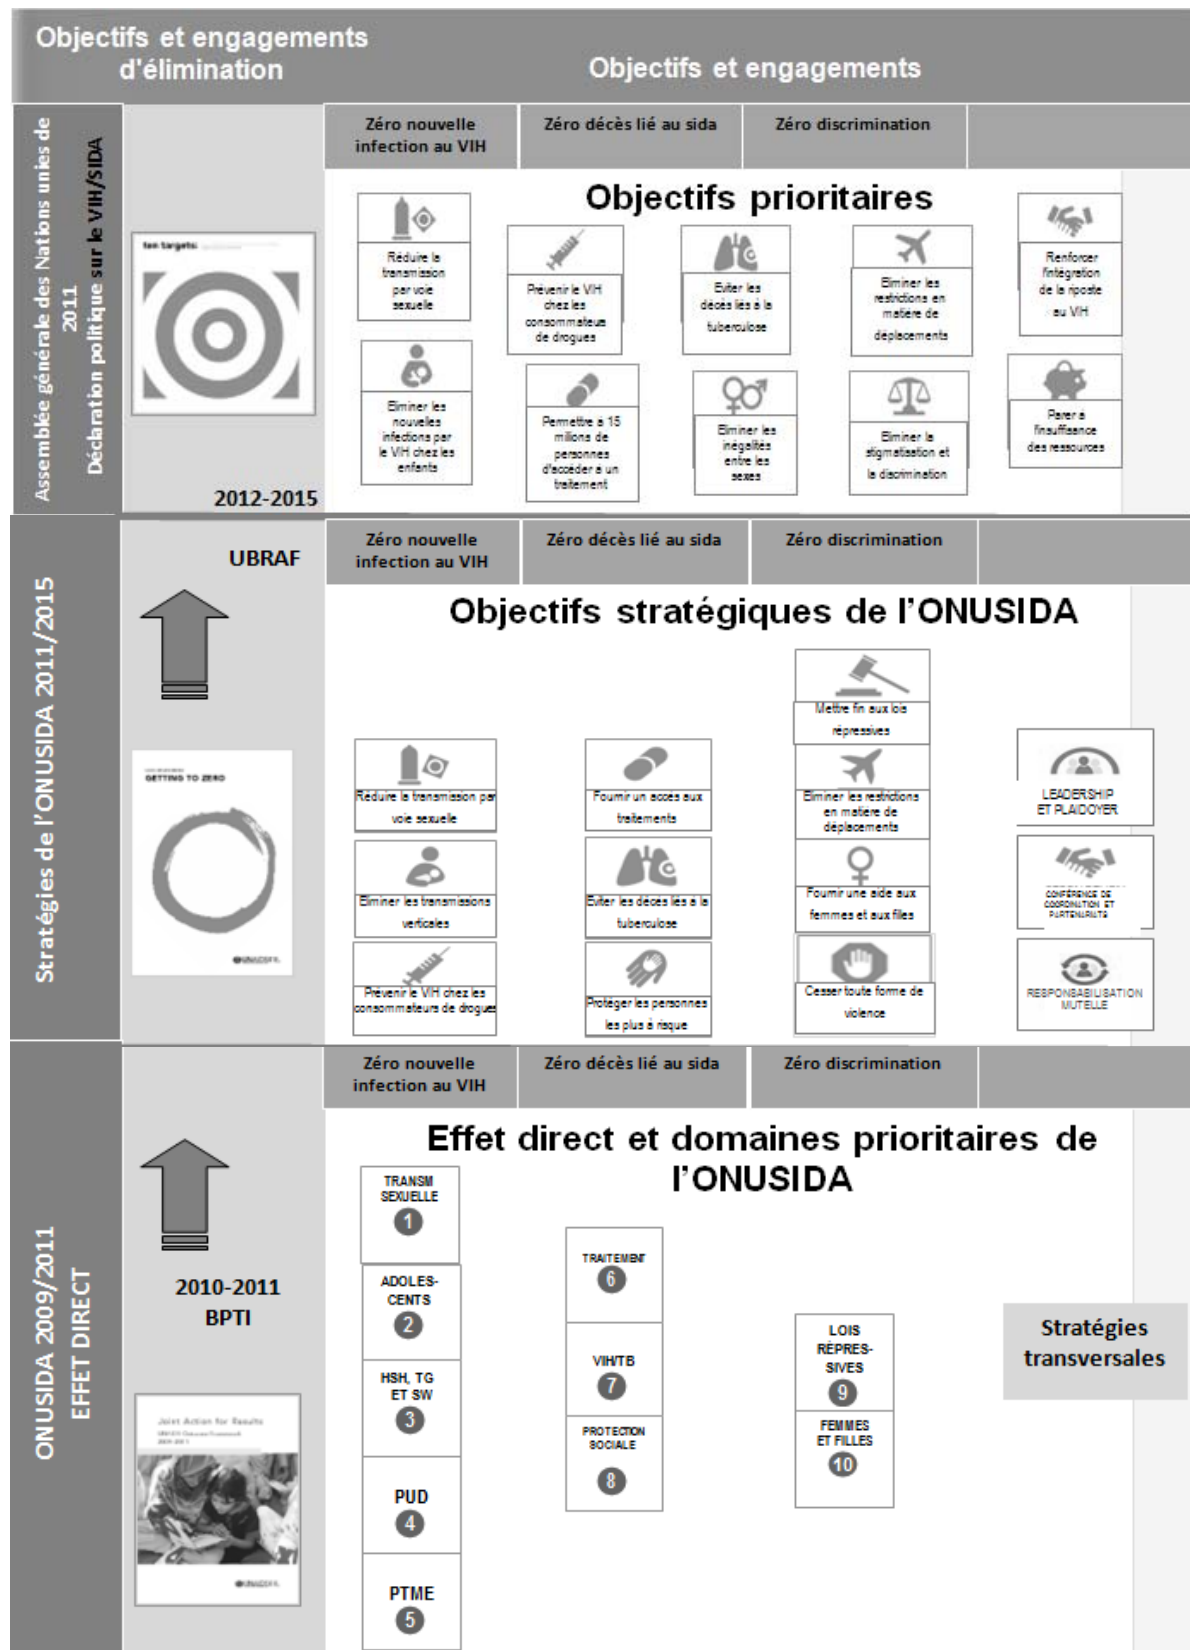 Objectifs et engagements
d'élimination
Objectifs et engagements
Assemblée générale des Nations unies de
2011
Déclaration politique sur le VIH/SIDA
ten targets:
2012-2015
Zéro nouvelle
infection au VIH
Zéro décès lié au sida
Zéro discrimination
Objectifs prioritaires
Réduire la
transmission
par voie
sexuelle
Prévenir le VIH
chez les
consommateus
de drogues
Eviter les
décès liés à la
tuberculose
Eliminer les
restrictions en
matière de
déplacements
Renforcer
l'intégration
de la riposte
au VIH
Eliminer les
nouvelles
infections par
le VIH chez les
enfants
Permettre à 15
millions de
personnes
d'accéder à un
traitement
Eliminer les
inégalités
entre les
sexes
Eliminer la
stigmatisation et
la discrimination
Parer à
l'insuffisance
des ressources
Stratégies de l'ONUSIDA 2011/2015
UBRAF
GETTING TO ZERO
Zéro nouvelle
infection au VIH
Zéro décès lié au sida
Zéro discrimination
Objectifs stratégiques de l'ONUSIDA
Réduire la transmission par
voie sexuelle
Eliminer les transmissions
verticales
Prévenir le VIH chez les
consommateurs de drogues
Fournir un accès aux
traitements
Eviter les décès liés à la
tuberculose
Protéger les personnes
les plus à risque
Mettre fin aux lois
répressives
Eliminer les restrictions
en matière de
déplacements
Fournir une aide aux
femmes et aux filles
Cesser toute forme de
violence
LEADERSHIP
ET PLAIDOYER
CONFÉRENCE DE
COORDINATION ET
PARTENARIATS
RESPONSABILISATION
MUTELLE
ONUSIDA 2009/2011
EFFET DIRECT
2010-2011
BPTI
Joint Action for Results
Zéro nouvelle
infection au VIH
Zéro décès lié au sida
Zéro discrimination
Effet direct et domaines prioritaires de
l'ONUSIDA
TRANSM
SEXUELLE
1
ADOLES-
CENTS
2
HSH, TG
ET SW
3
PUD
4
PTME
5
TRAITEMENT
6
VIH/TB
7
PROTECTION
SOCIALE
8
LOIS
RÉPRES-
SIVES
9
FEMMES
ET FILLES
10
Stratégies
transversales